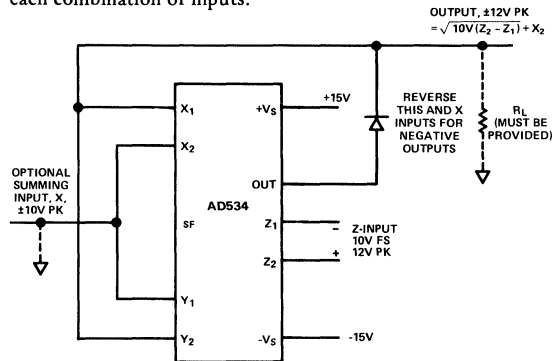 each combination of inputs.
OUTPUT, ±12V PK
= √10V(Z2 – Z1) + X2
X1
+VS
+15V
REVERSE
THIS AND X
INPUTS FOR
NEGATIVE
OUTPUTS
RL
(MUST BE
PROVIDED)
X2
OPTIONAL
SUMMING
INPUT, X,
±10V PK
OUT
AD534
SF
Z1
– Z-INPUT
10V FS
+ 12V PK
Z2
Y1
Y2
-VS
-15V